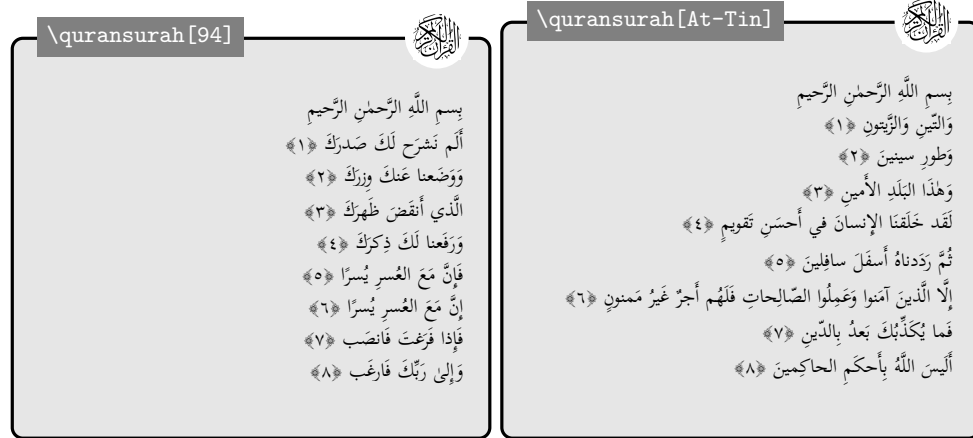 \quransurah[94]
بِسمِ اللَّهِ الرَّحمٰنِ الرَّحيمِ
أَلَم نَشرَح لَكَ صَدرَكَ ﴿١﴾
وَوَضَعنا عَنكَ وِزرَكَ ﴿٢﴾
الَّذي أَنقَضَ ظَهرَكَ ﴿٣﴾
وَرَفَعنا لَكَ ذِكرَكَ ﴿٤﴾
فَإِنَّ مَعَ العُسرِ يُسرًا ﴿٥﴾
إِنَّ مَعَ العُسرِ يُسرًا ﴿٦﴾
فَإِذا فَرَغتَ فَانصَب ﴿٧﴾
وَإِلىٰ رَبِّكَ فَارغَب ﴿٨﴾
القرآن الكريم
\quransurah[At-Tin]
بِسمِ اللَّهِ الرَّحمٰنِ الرَّحيمِ
وَالتّينِ وَالزَّيتونِ ﴿١﴾
وَطورِ سينينَ ﴿٢﴾
وَهٰذَا البَلَدِ الأَمينِ ﴿٣﴾
لَقَد خَلَقنَا الإِنسانَ في أَحسَنِ تَقويمٍ ﴿٤﴾
ثُمَّ رَدَدناهُ أَسفَلَ سافِلينَ ﴿٥﴾
إِلَّا الَّذينَ آمَنوا وَعَمِلُوا الصّالِحاتِ فَلَهُم أَجرٌ غَيرُ مَمنونٍ ﴿٦﴾
فَما يُكَذِّبُكَ بَعدُ بِالدّينِ ﴿٧﴾
أَلَيسَ اللَّهُ بِأَحكَمِ الحاكِمينَ ﴿٨﴾
القرآن الكريم